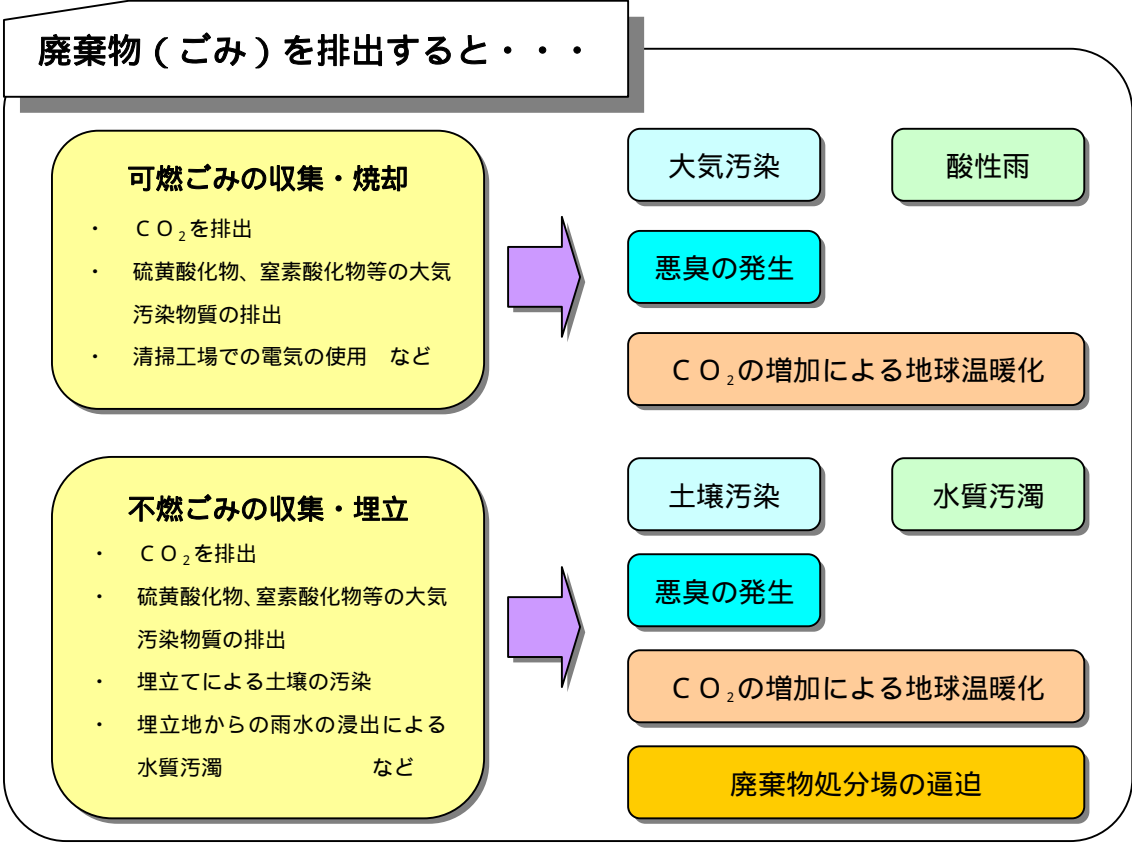 廃棄物(ごみ)を排出すると・・・
可燃ごみの収集・焼却
・ CO₂を排出
・ 硫黄酸化物、窒素酸化物等の大気
汚染物質の排出
・ 清掃工場での電気の使用 など
大気汚染
酸性雨
悪臭の発生
CO₂の増加による地球温暖化
不燃ごみの収集・埋立
・ CO₂を排出
・ 硫黄酸化物、窒素酸化物等の大気
汚染物質の排出
・ 埋立てによる土壌の汚染
・ 埋立地からの雨水の浸出による
水質汚濁 など
土壌汚染
水質汚濁
悪臭の発生
CO₂の増加による地球温暖化
廃棄物処分場の逼迫